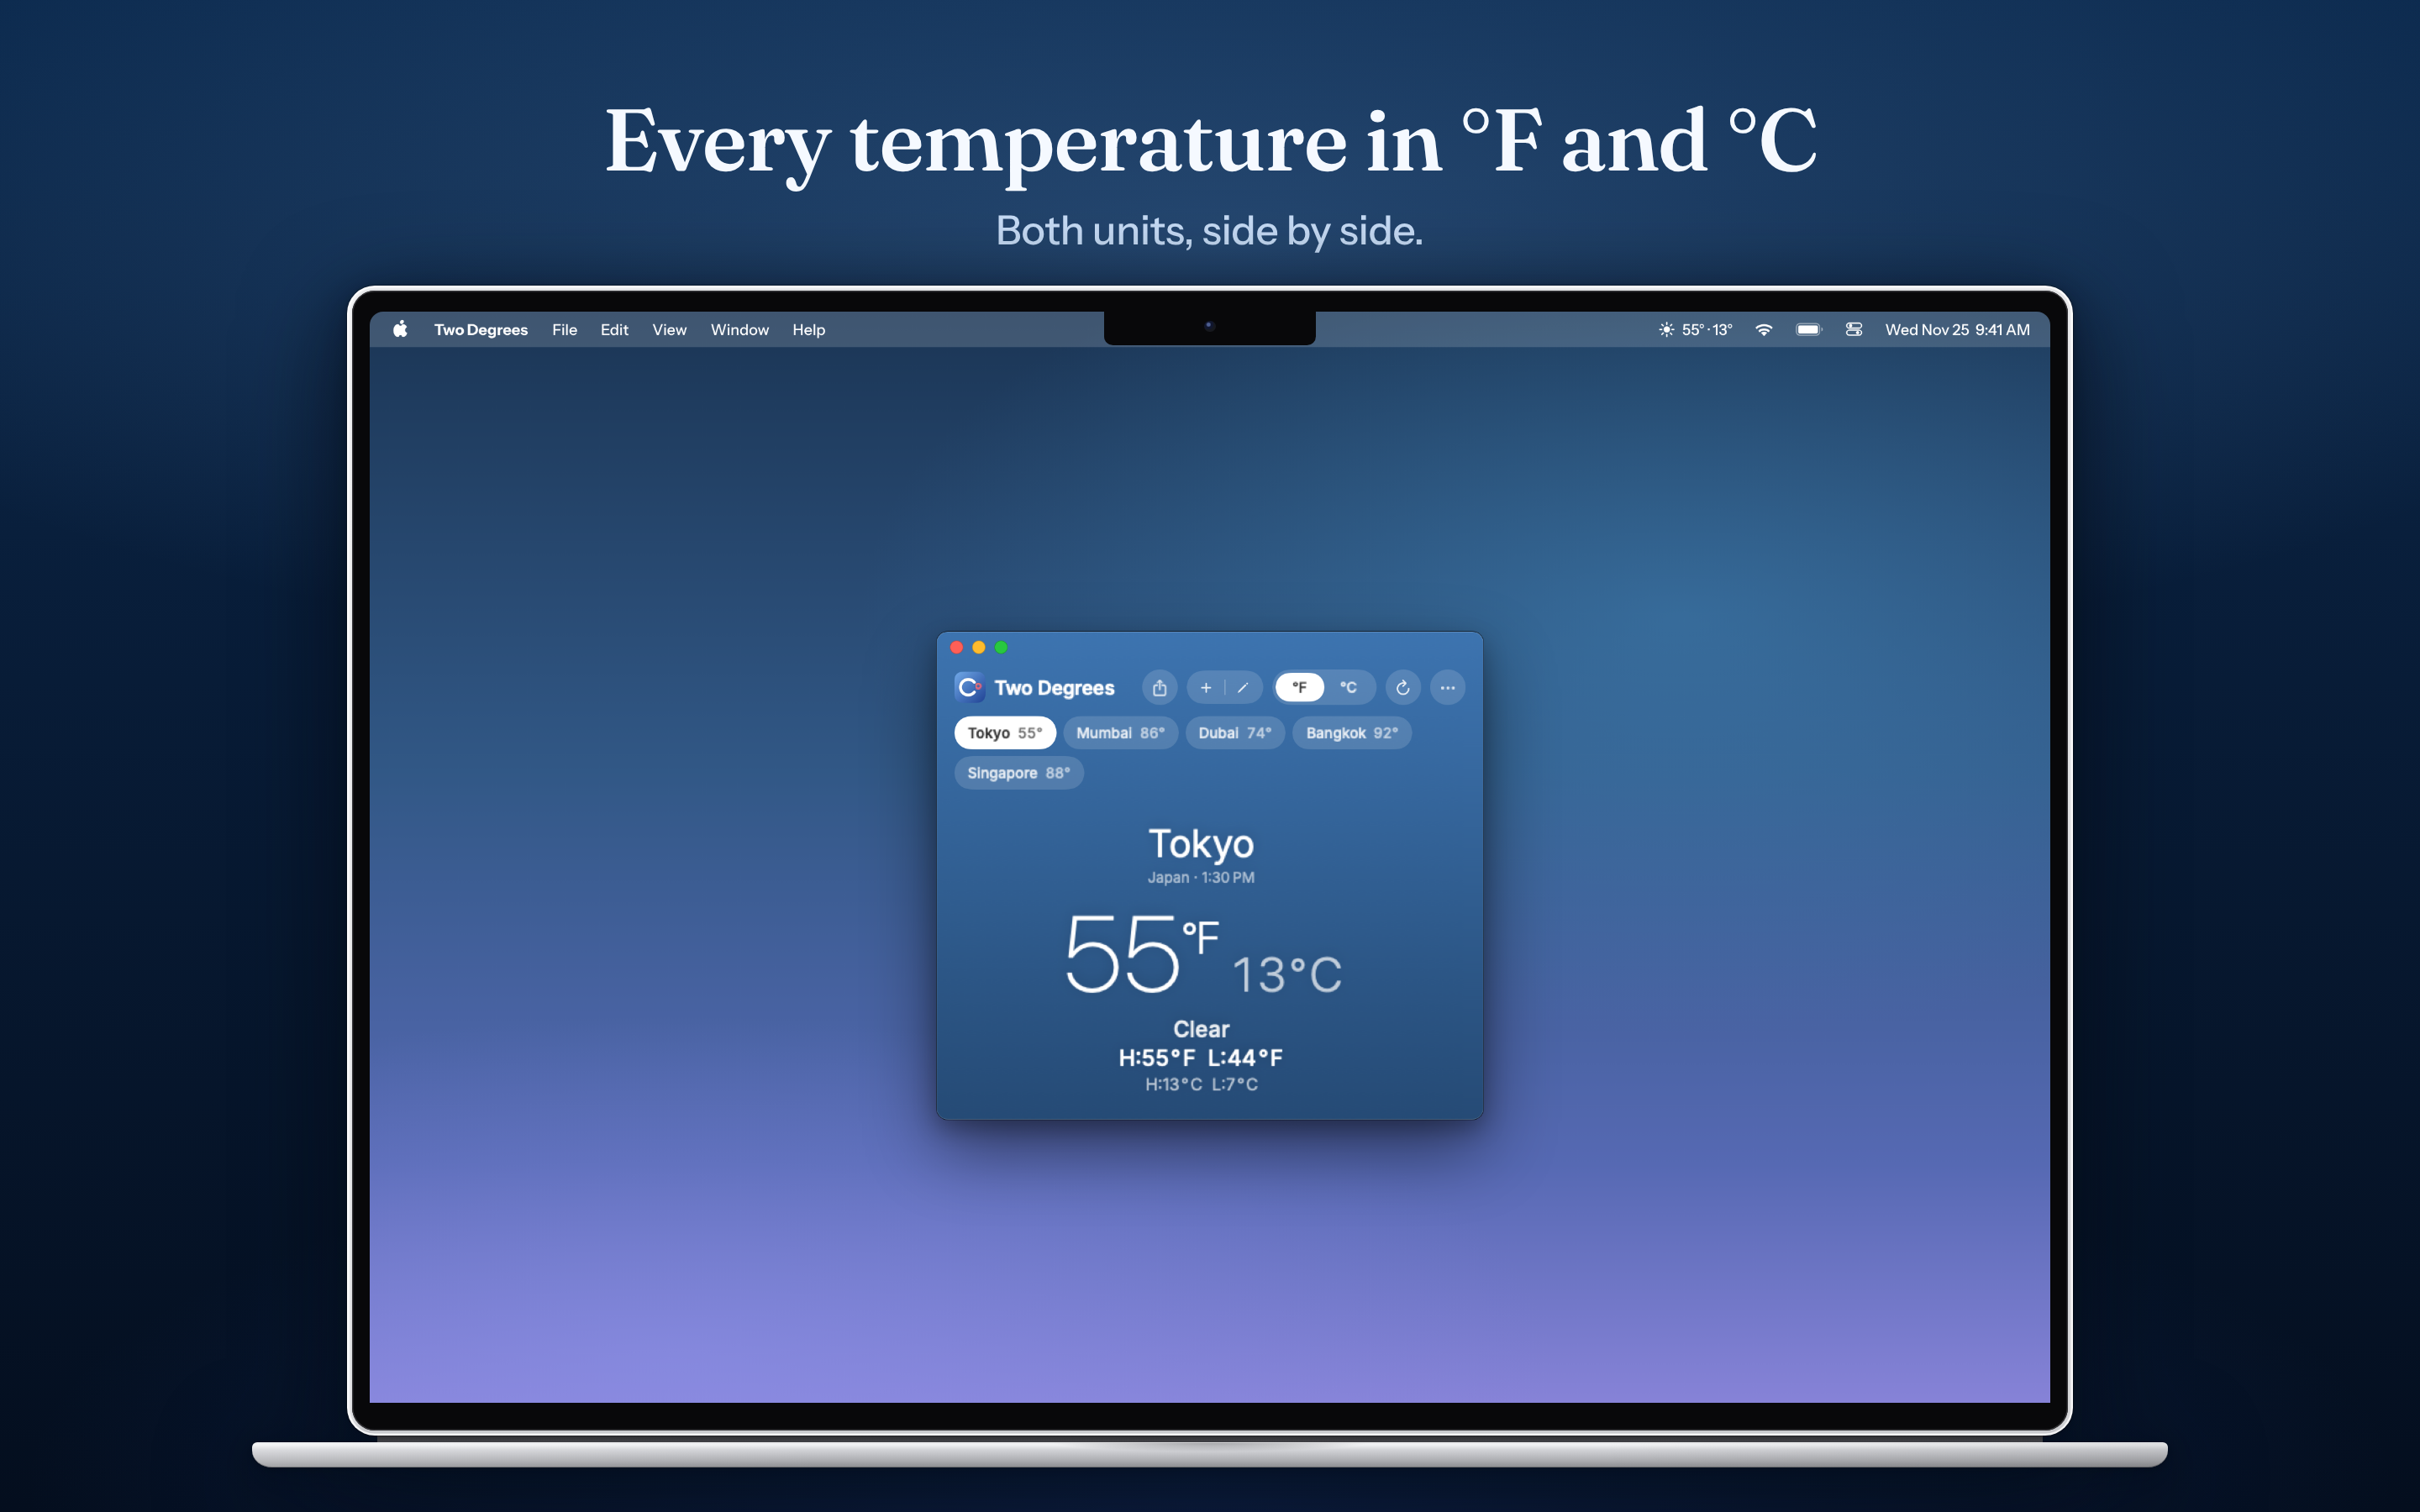 Every temperature in °F and °C
Both units, side by side.
Two Degrees File Edit View Window Help 55° · 13° Wed Nov 25 9:41 AM
Two Degrees + °F °C
Tokyo 55° Mumbai 86° Dubai 74° Bangkok 92°
Singapore 88°
Tokyo
Japan · 1:30 PM
55°F 13°C
Clear
H:55°F L:44°F
H:13°C L:7°C